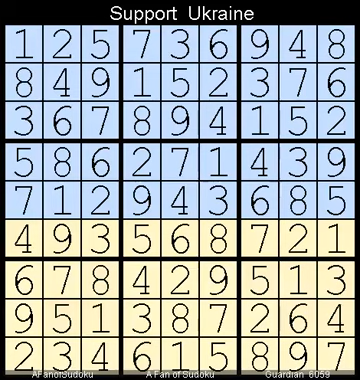 Support Ukraine
1 2 5 7 3 6 9 4 8
8 4 9 1 5 2 3 7 6
3 6 7 8 9 4 1 5 2
5 8 6 2 7 1 4 3 9
7 1 2 9 4 3 6 8 5
4 9 3 5 6 8 7 2 1
6 7 8 4 2 9 5 1 3
9 5 1 3 8 7 2 6 4
2 3 4 6 1 5 8 9 7
AFanofSudoku A Fan of Sudoku Guardian 6059